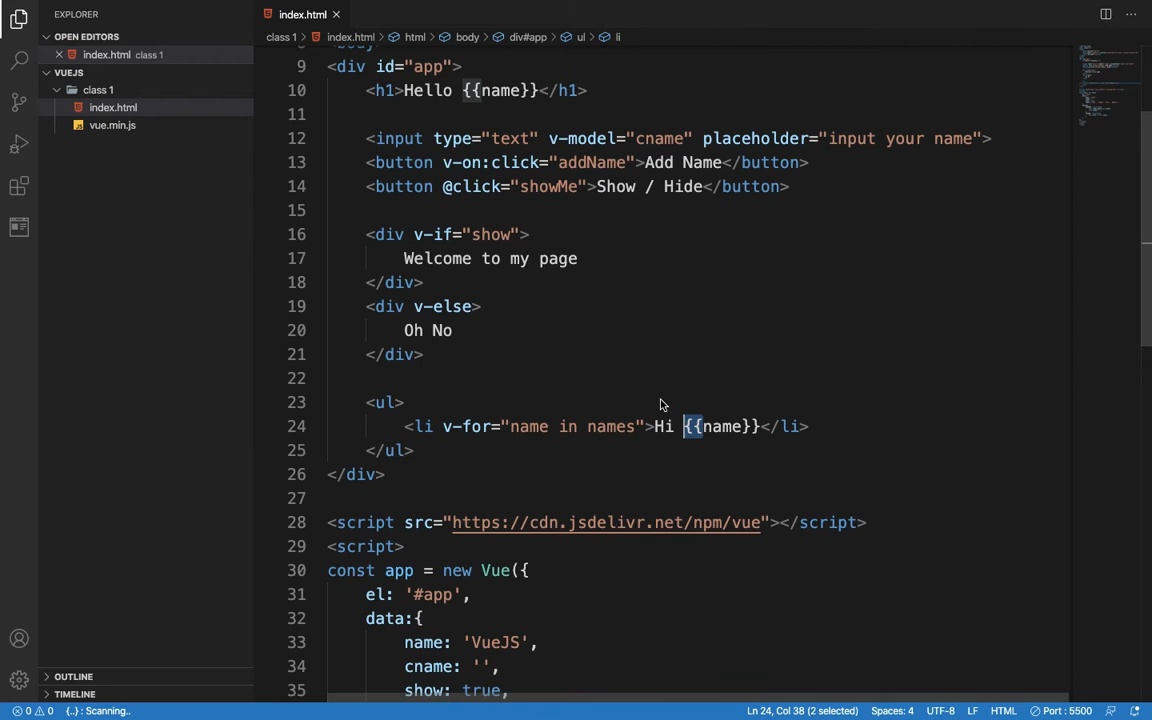 EXPLORER
OPEN EDITORS
index.html class 1
VUEJS
class 1
index.html
vue.min.js
OUTLINE
TIMELINE
index.html
class 1 > index.html > html > body > div#app > ul > li
9 <div id="app">
10 <h1>Hello {{name}}</h1>
11
12 <input type="text" v-model="cname" placeholder="input your name">
13 <button v-on:click="addName">Add Name</button>
14 <button @click="showMe">Show / Hide</button>
15
16 <div v-if="show">
17 Welcome to my page
18 </div>
19 <div v-else>
20 Oh No
21 </div>
22
23 <ul>
24 <li v-for="name in names">Hi {{name}}</li>
25 </ul>
26 </div>
27
28 <script src="https://cdn.jsdelivr.net/npm/vue"></script>
29 <script>
30 const app = new Vue({
31 el: '#app',
32 data:{
33 name: 'VueJS',
34 cname: '',
35 show: true,
0 0 {..} : Scanning.. Ln 24, Col 38 (2 selected) Spaces: 4 UTF-8 LF HTML Port : 5500